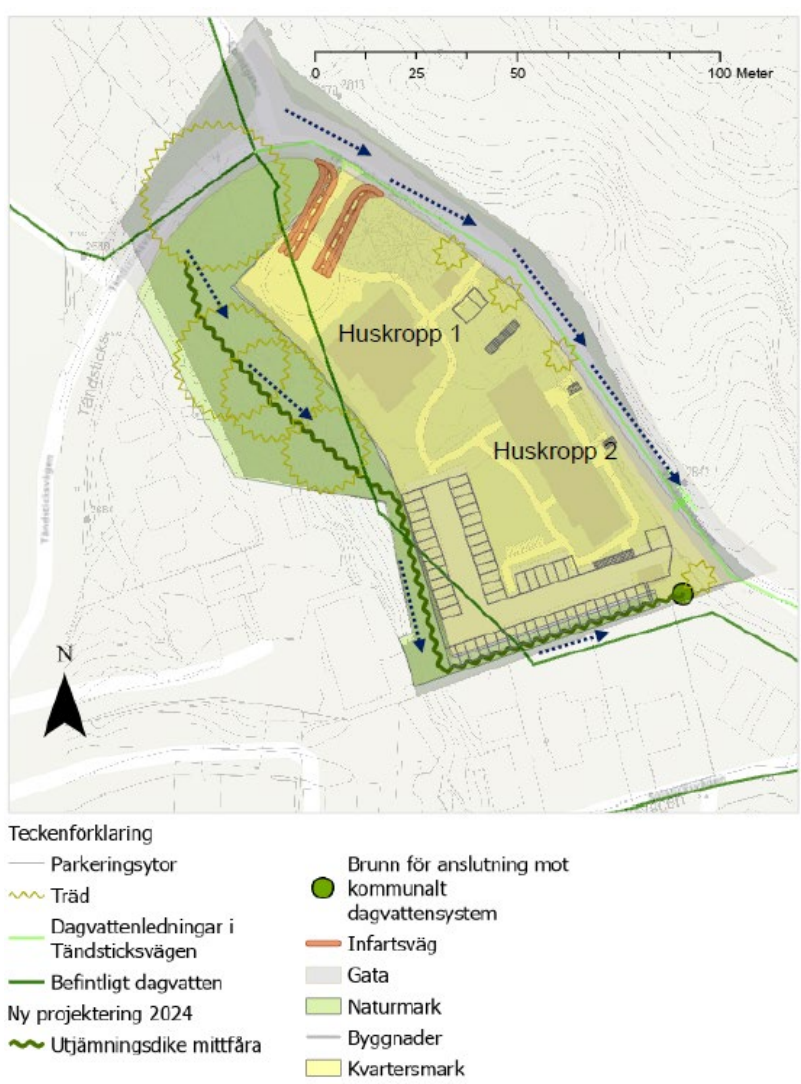 0 25 50 100 Meter
Huskropp 1
Huskropp 2
Tändsticksvägen
N
Teckenförklaring
Parkeringsytor
Träd
Dagvattenledningar i
Tändsticksvägen
Befintligt dagvatten
Ny projektering 2024
Utjämningsdike mittfåra
Brunn för anslutning mot
kommunalt
dagvattensystem
Infartsväg
Gata
Naturmark
Byggnader
Kvartersmark